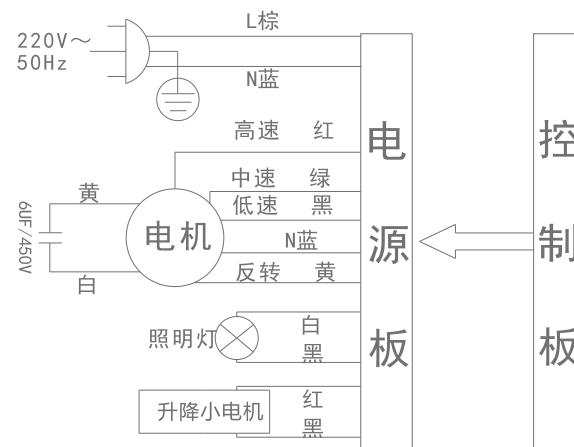 L棕
220V～
50Hz
N蓝
高速 红
中速 绿
低速 黑
N蓝
反转 黄
黄
6UF/450V
白
电机
照明灯
白
黑
升降小电机
红
黑
电源板
控制板